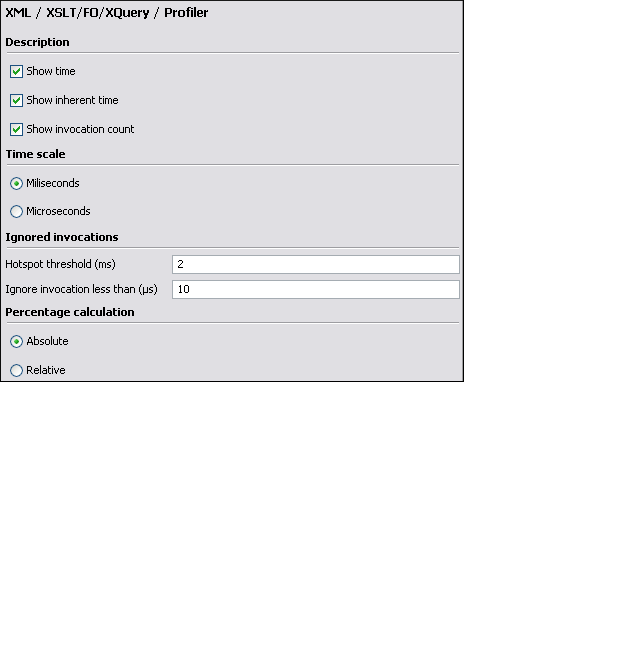 XML / XSLT/FO/XQuery / Profiler
Description
Show time
Show inherent time
Show invocation count
Time scale
Miliseconds
Microseconds
Ignored invocations
Hotspot threshold (ms) 2
Ignore invocation less than (µs) 10
Percentage calculation
Absolute
Relative